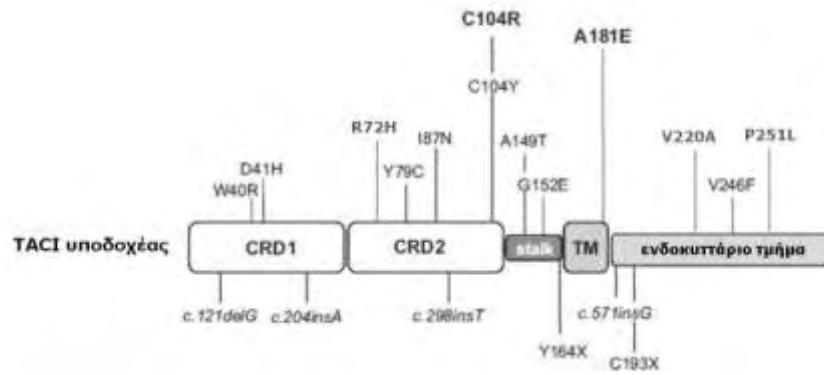 C104R
A181E
C104Y
R72H
I87N
A149T
V220A
P251L
D41H
Y79C
G152E
V246F
W40R
TACI υποδοχέας
CRD1
CRD2
stalk
TM
ενδοκυττάριο τμήμα
c.121delG
c.204insA
c.298insT
c.571insG
Y164X
C193X